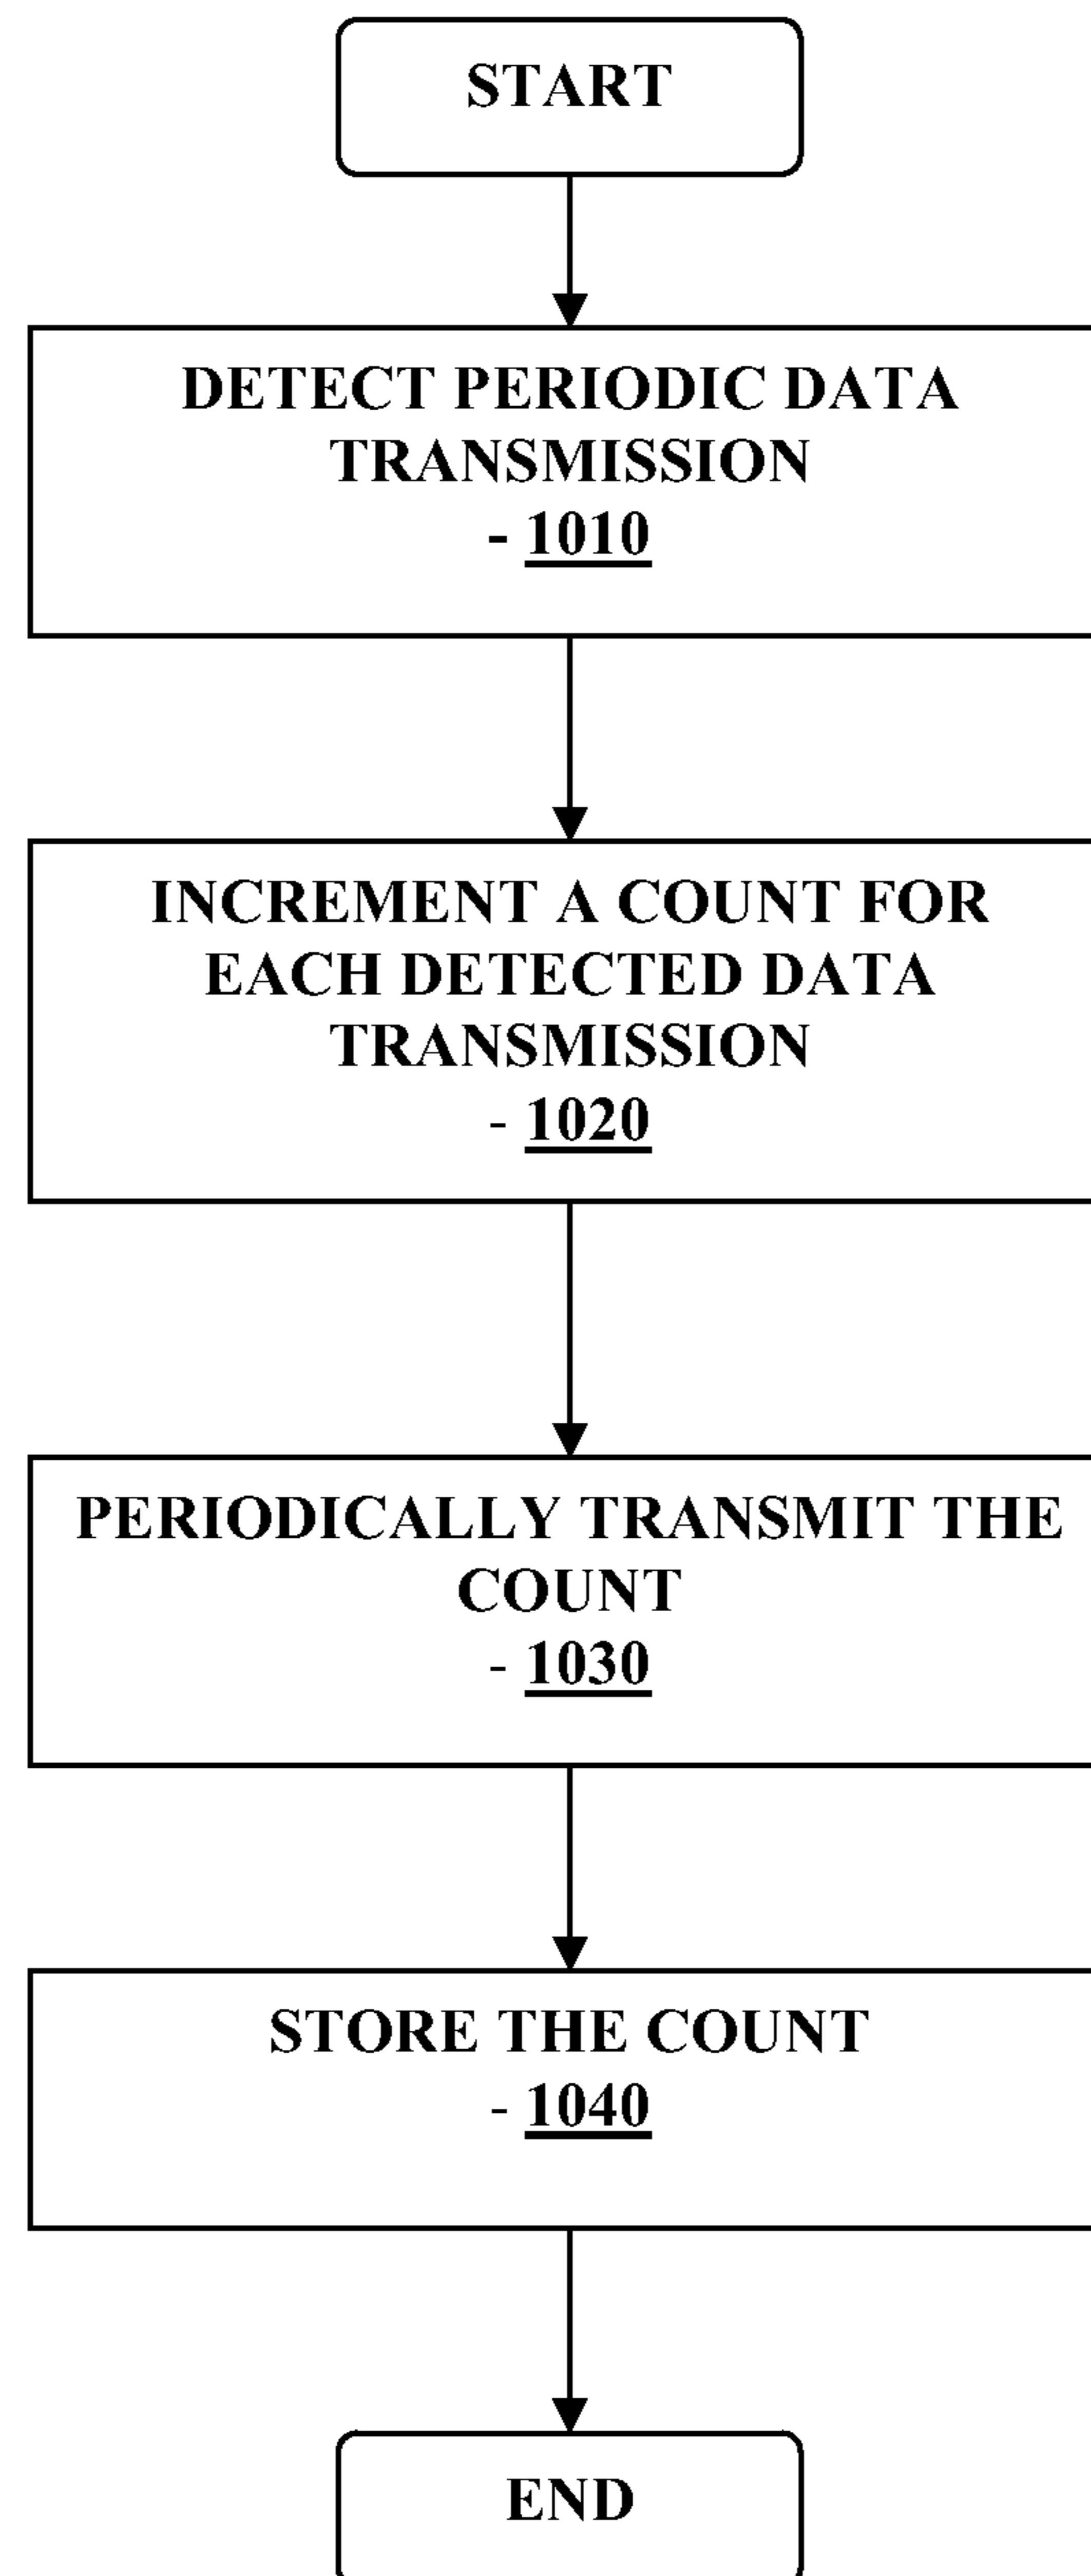 START
DETECT PERIODIC DATA
TRANSMISSION
- 1010
INCREMENT A COUNT FOR
EACH DETECTED DATA
TRANSMISSION
- 1020
PERIODICALLY TRANSMIT THE
COUNT
- 1030
STORE THE COUNT
- 1040
END